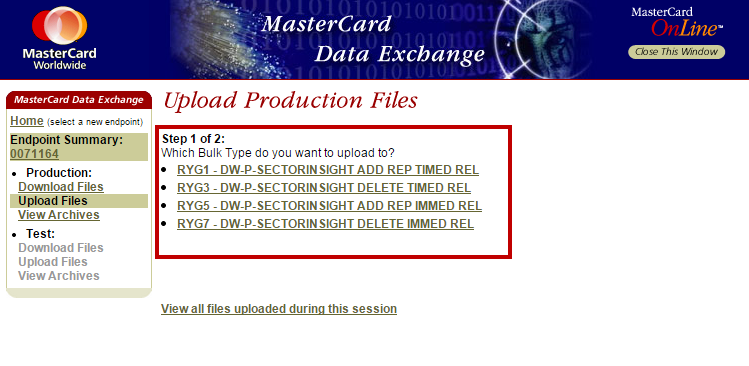 MasterCard
Worldwide
MasterCard
Data Exchange
MasterCard
OnLine™
Close This Window
MasterCard Data Exchange
Home (select a new endpoint)
Endpoint Summary:
0071164
• Production:
Download Files
Upload Files
View Archives
• Test:
Download Files
Upload Files
View Archives
Upload Production Files
Step 1 of 2:
Which Bulk Type do you want to upload to?
• RYG1 - DW-P-SECTORINSIGHT ADD REP TIMED REL
• RYG3 - DW-P-SECTORINSIGHT DELETE TIMED REL
• RYG5 - DW-P-SECTORINSIGHT ADD REP IMMED REL
• RYG7 - DW-P-SECTORINSIGHT DELETE IMMED REL
View all files uploaded during this session